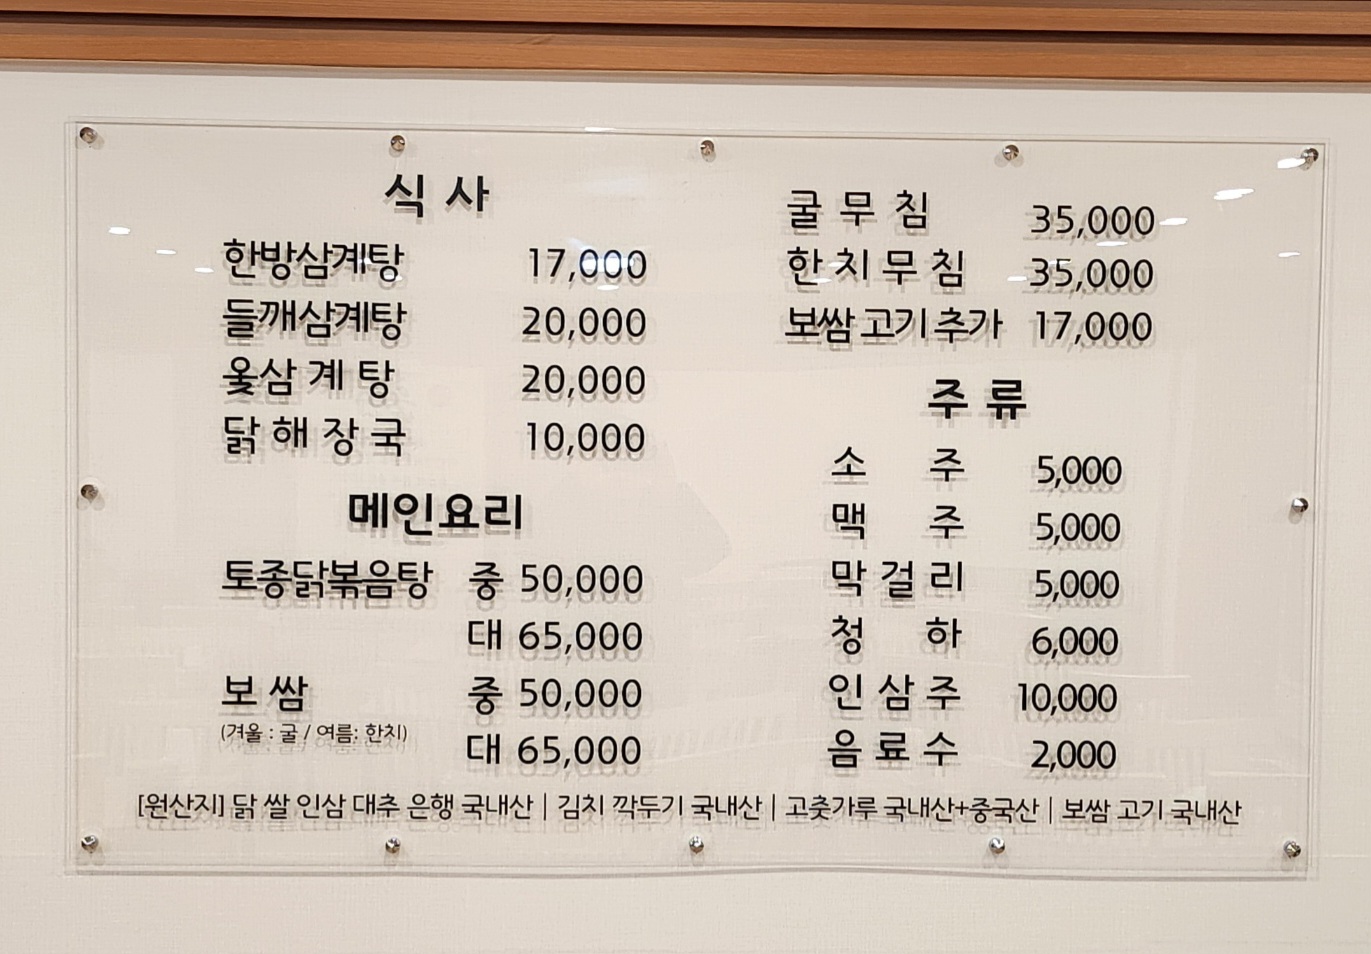 식 사
한방삼계탕 17,000
들깨삼계탕 20,000
옻삼 계 탕 20,000
닭 해 장 국 10,000
메인요리
토종닭볶음탕 중 50,000
대 65,000
보 쌈 중 50,000
(겨울 : 굴 / 여름: 한치)
대 65,000
굴 무 침 35,000
한 치 무 침 35,000
보쌈 고기 추가 17,000
주 류
소 주 5,000
맥 주 5,000
막 걸 리 5,000
청 하 6,000
인 삼 주 10,000
음 료 수 2,000
[원산지] 닭 쌀 인삼 대추 은행 국내산 | 김치 깍두기 국내산 | 고춧가루 국내산+중국산 | 보쌈 고기 국내산